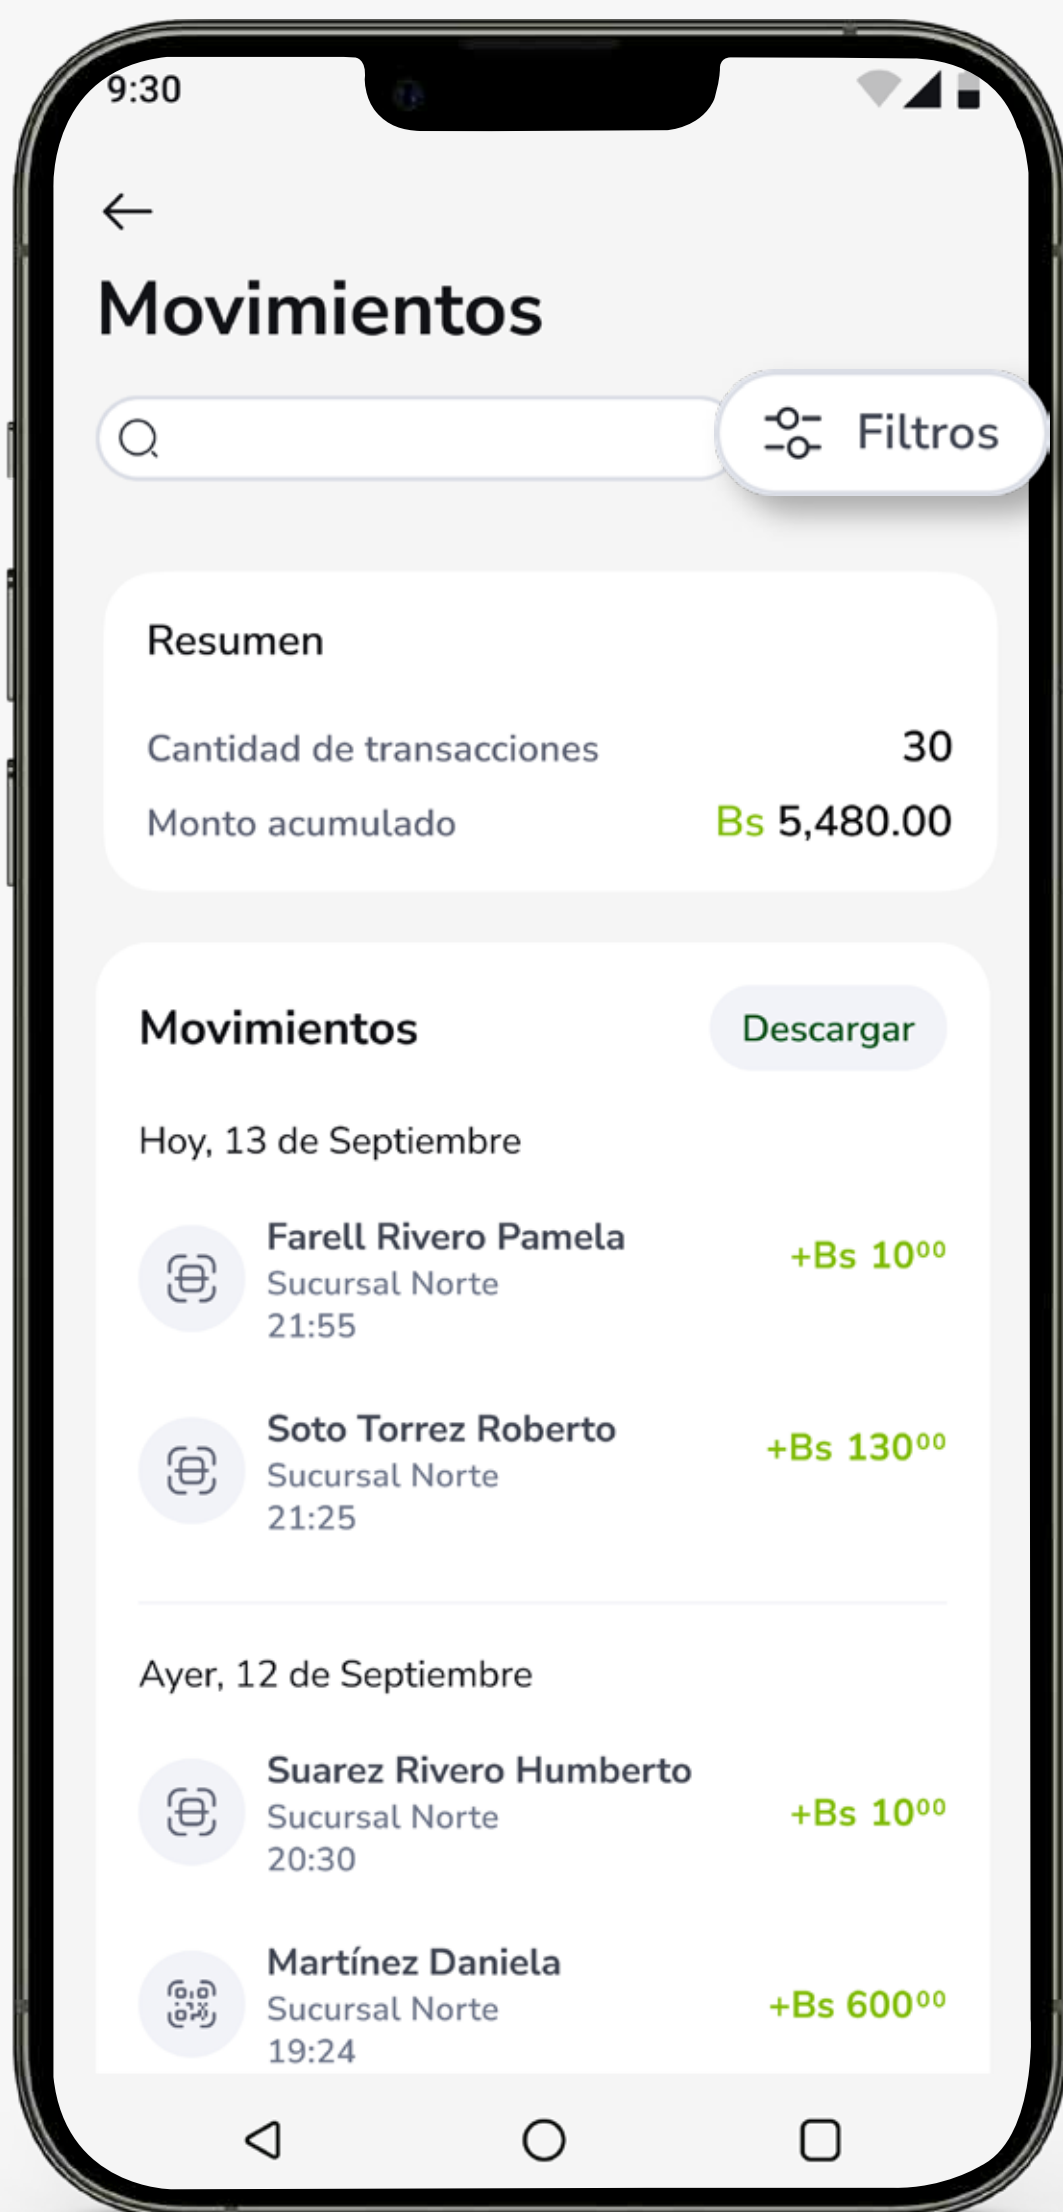 9:30
Movimientos
Filtros
Resumen
Cantidad de transacciones 30
Monto acumulado Bs 5,480.00
Movimientos Descargar
Hoy, 13 de Septiembre
Farell Rivero Pamela
+Bs 10⁰⁰
Sucursal Norte
21:55
Soto Torrez Roberto
+Bs 130⁰⁰
Sucursal Norte
21:25
Ayer, 12 de Septiembre
Suarez Rivero Humberto
+Bs 10⁰⁰
Sucursal Norte
20:30
Martínez Daniela
+Bs 600⁰⁰
Sucursal Norte
19:24